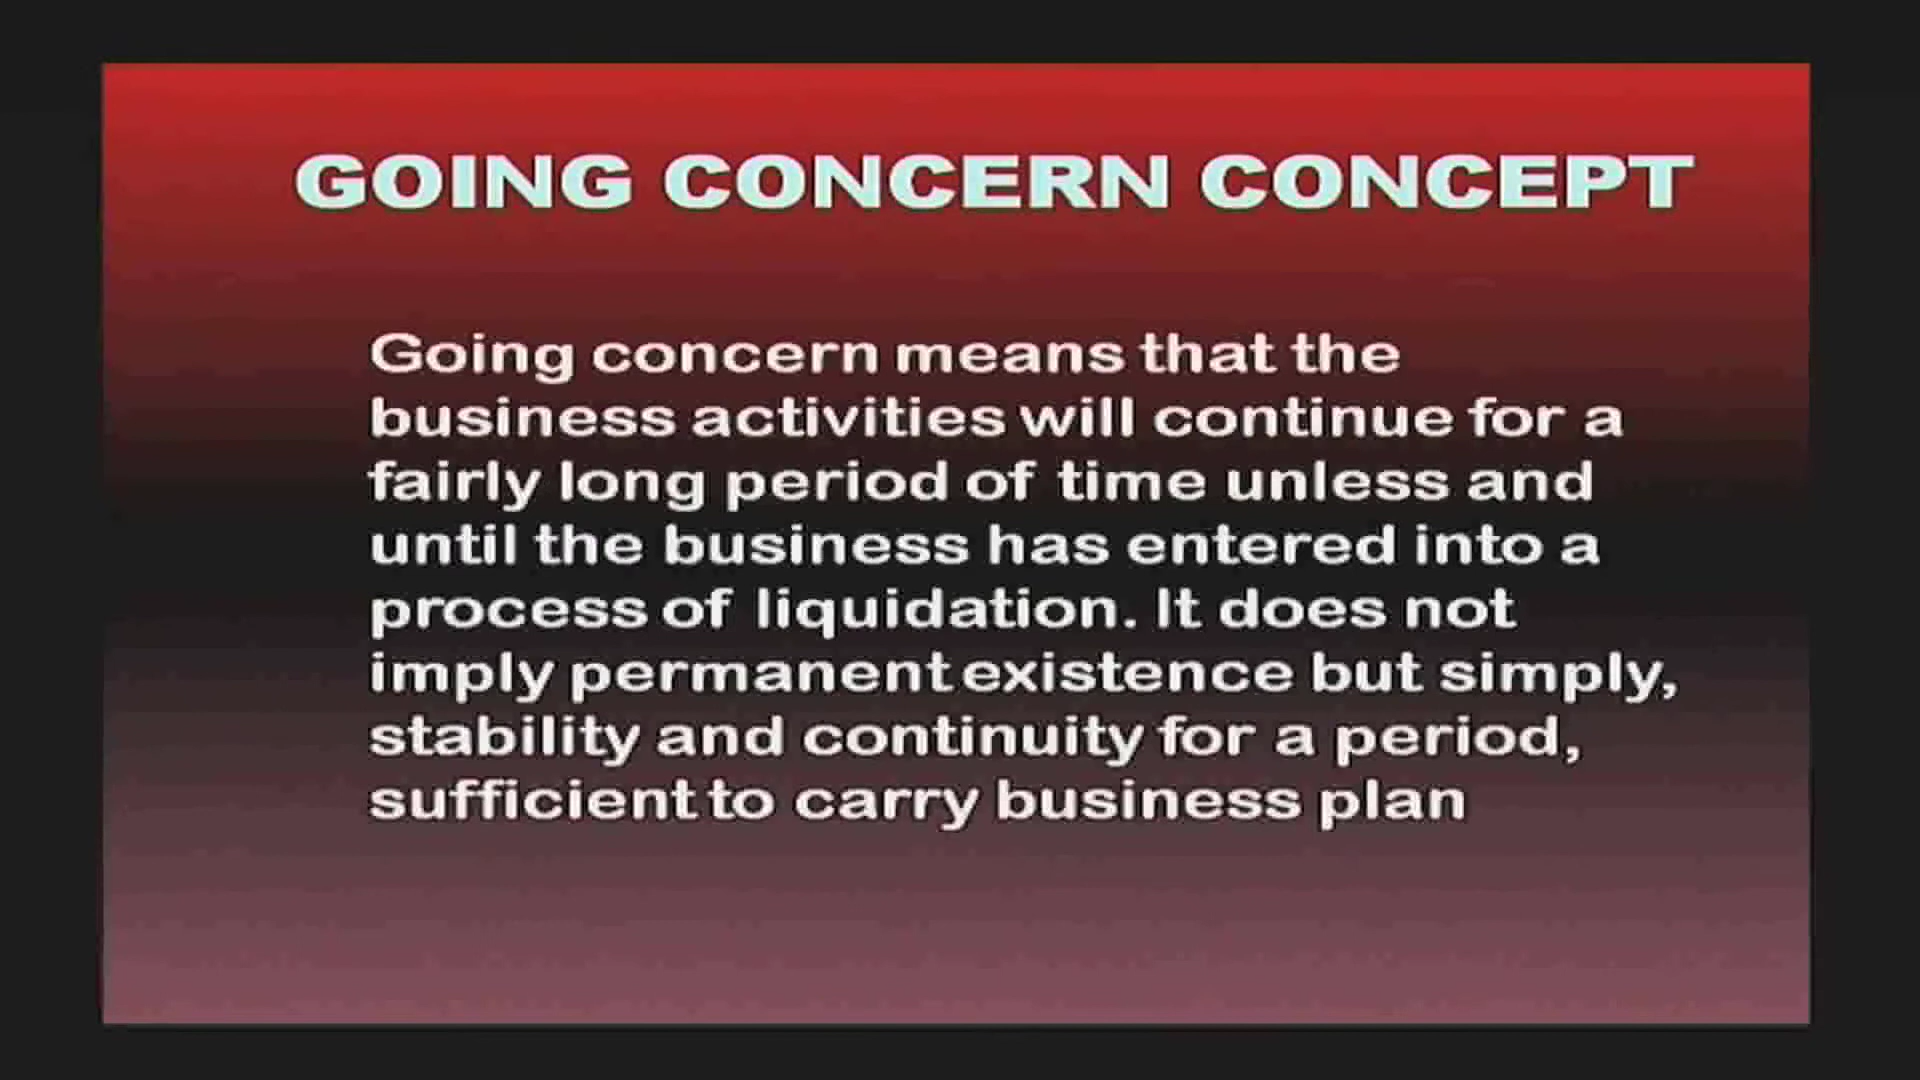 GOING CONCERN CONCEPT
Going concern means that the
business activities will continue for a
fairly long period of time unless and
until the business has entered into a
process of liquidation. It does not
imply permanent existence but simply,
stability and continuity for a period,
sufficient to carry business plan